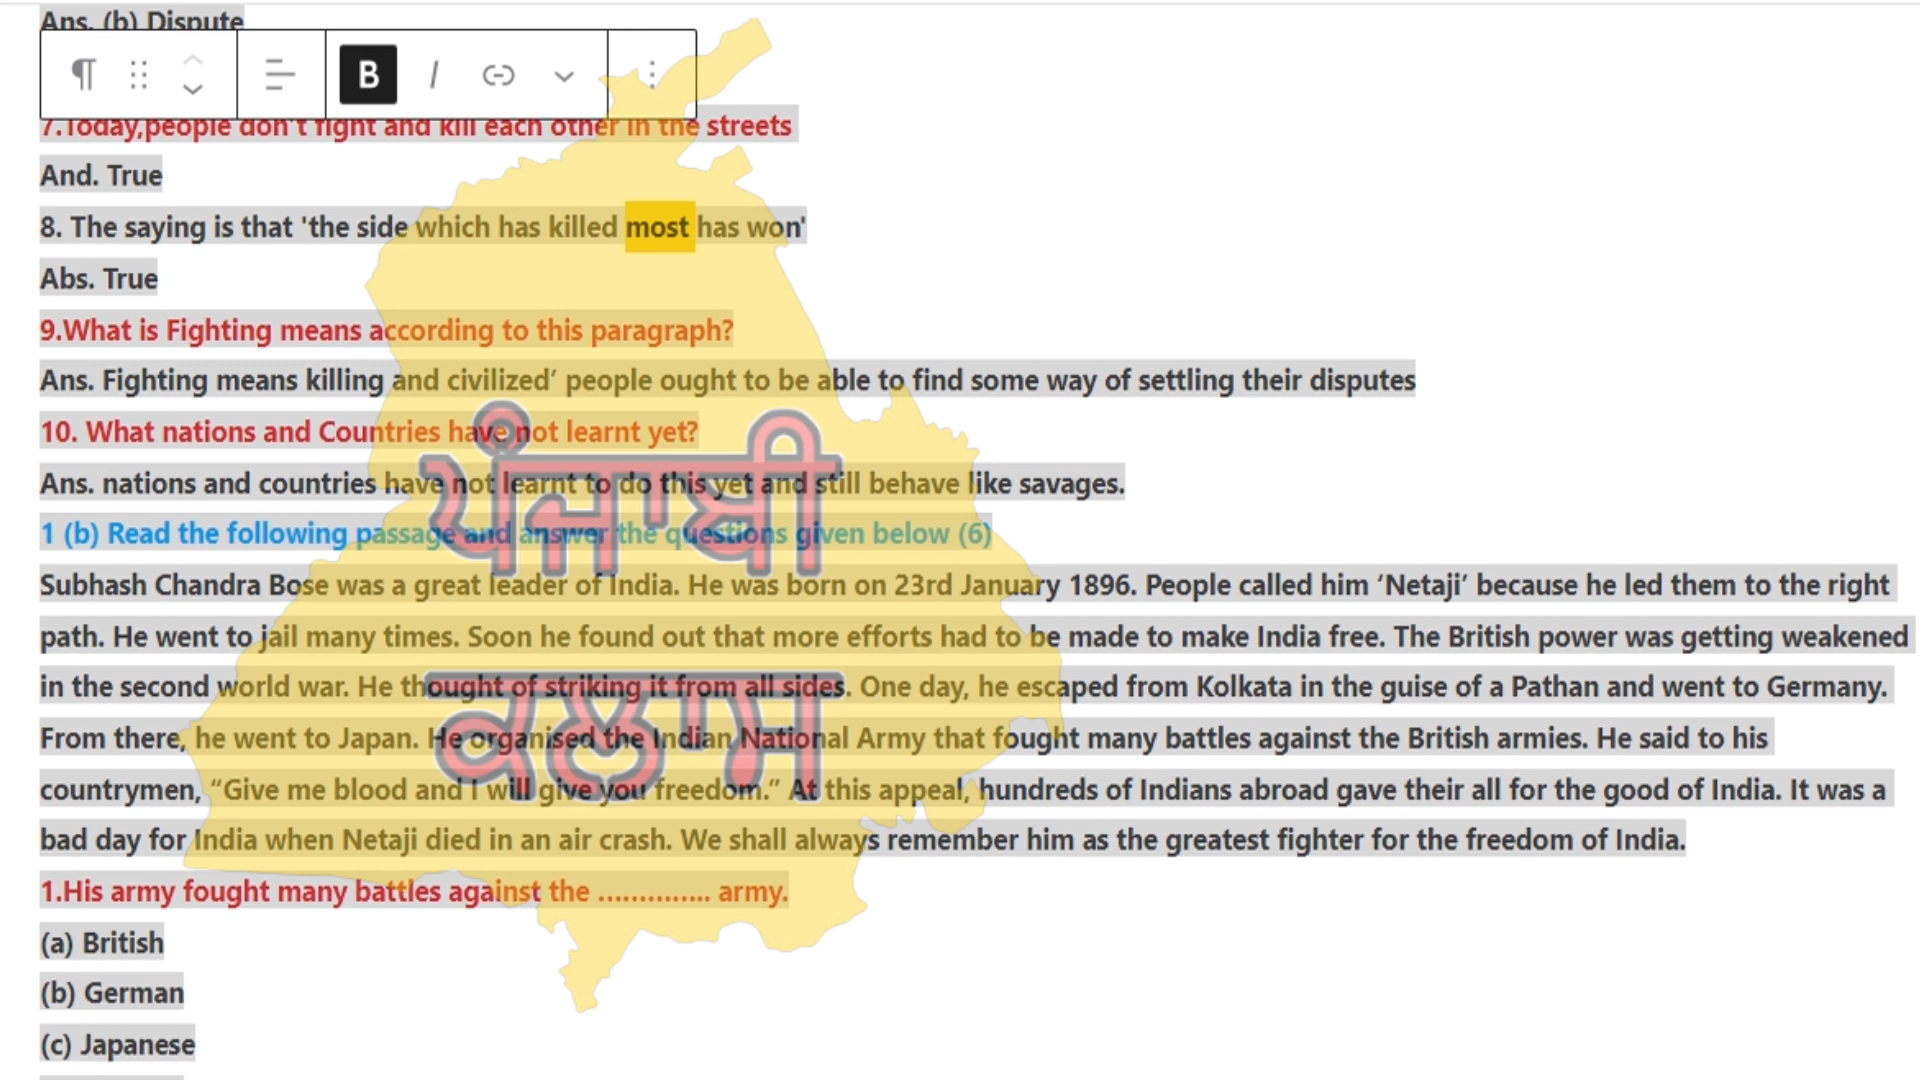 Ans. (b) Dispute
7.Today,people don't fight and kill each other in the streets
And. True
8. The saying is that 'the side which has killed most has won'
Abs. True
9.What is Fighting means according to this paragraph?
Ans. Fighting means killing and civilized’ people ought to be able to find some way of settling their disputes
10. What nations and Countries have not learnt yet?
Ans. nations and countries have not learnt to do this yet and still behave like savages.
1 (b) Read the following passage and answer the questions given below (6)
Subhash Chandra Bose was a great leader of India. He was born on 23rd January 1896. People called him ‘Netaji’ because he led them to the right
path. He went to jail many times. Soon he found out that more efforts had to be made to make India free. The British power was getting weakened
in the second world war. He thought of striking it from all sides. One day, he escaped from Kolkata in the guise of a Pathan and went to Germany.
From there, he went to Japan. He organised the Indian National Army that fought many battles against the British armies. He said to his
countrymen, “Give me blood and I will give you freedom.” At this appeal, hundreds of Indians abroad gave their all for the good of India. It was a
bad day for India when Netaji died in an air crash. We shall always remember him as the greatest fighter for the freedom of India.
1.His army fought many battles against the ………….. army.
(a) British
(b) German
(c) Japanese
ਪੰਜਾਬੀ
ਕਲਮ